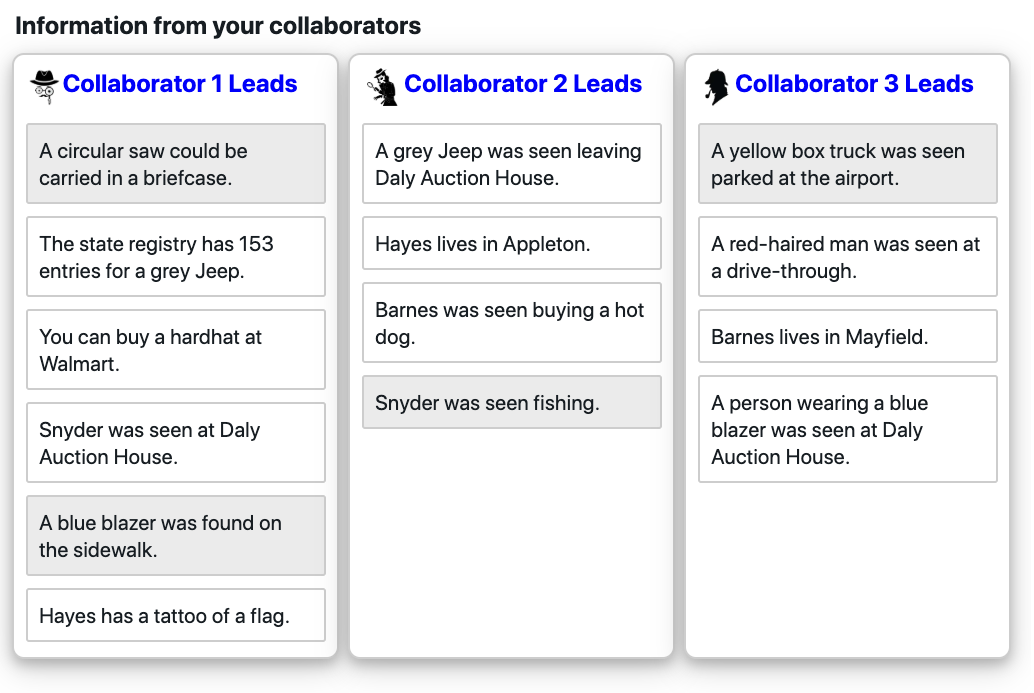 Information from your collaborators
Collaborator 1 Leads
A circular saw could be
carried in a briefcase.
The state registry has 153
entries for a grey Jeep.
You can buy a hardhat at
Walmart.
Snyder was seen at Daly
Auction House.
A blue blazer was found on
the sidewalk.
Hayes has a tattoo of a flag.
Collaborator 2 Leads
A grey Jeep was seen leaving
Daly Auction House.
Hayes lives in Appleton.
Barnes was seen buying a hot
dog.
Snyder was seen fishing.
Collaborator 3 Leads
A yellow box truck was seen
parked at the airport.
A red-haired man was seen at
a drive-through.
Barnes lives in Mayfield.
A person wearing a blue
blazer was seen at Daly
Auction House.